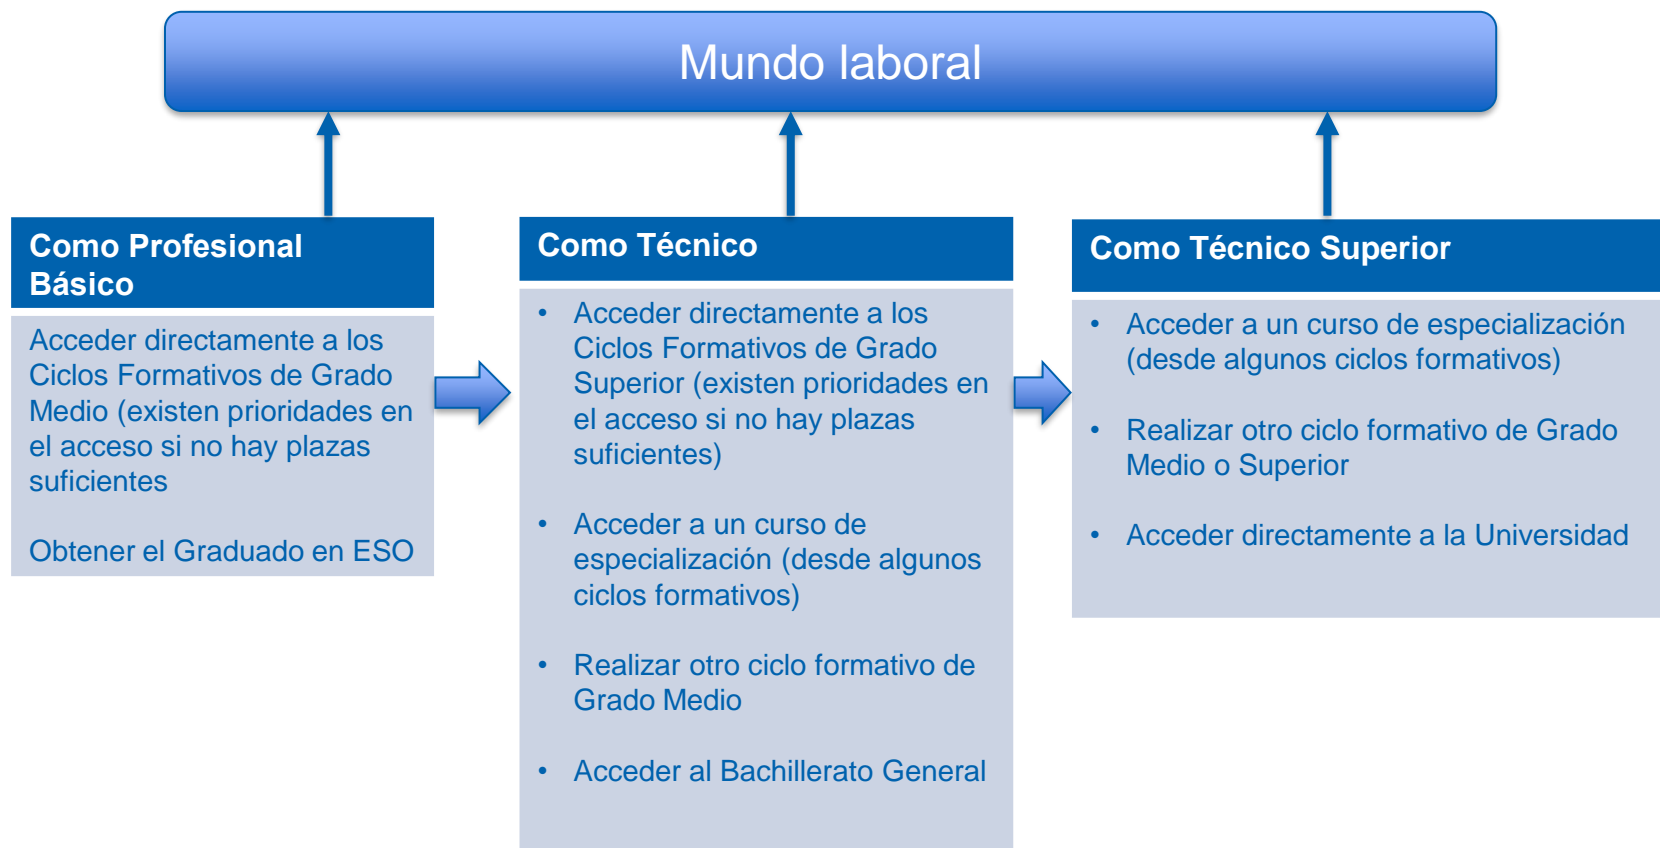 Mundo laboral
Como Profesional
Básico
Acceder directamente a los
Ciclos Formativos de Grado
Medio (existen prioridades en
el acceso si no hay plazas
suficientes
Obtener el Graduado en ESO
Como Técnico
• Acceder directamente a los
Ciclos Formativos de Grado
Superior (existen prioridades en
el acceso si no hay plazas
suficientes)
• Acceder a un curso de
especialización (desde algunos
ciclos formativos)
• Realizar otro ciclo formativo de
Grado Medio
• Acceder al Bachillerato General
Como Técnico Superior
• Acceder a un curso de especialización
(desde algunos ciclos formativos)
• Realizar otro ciclo formativo de Grado
Medio o Superior
• Acceder directamente a la Universidad